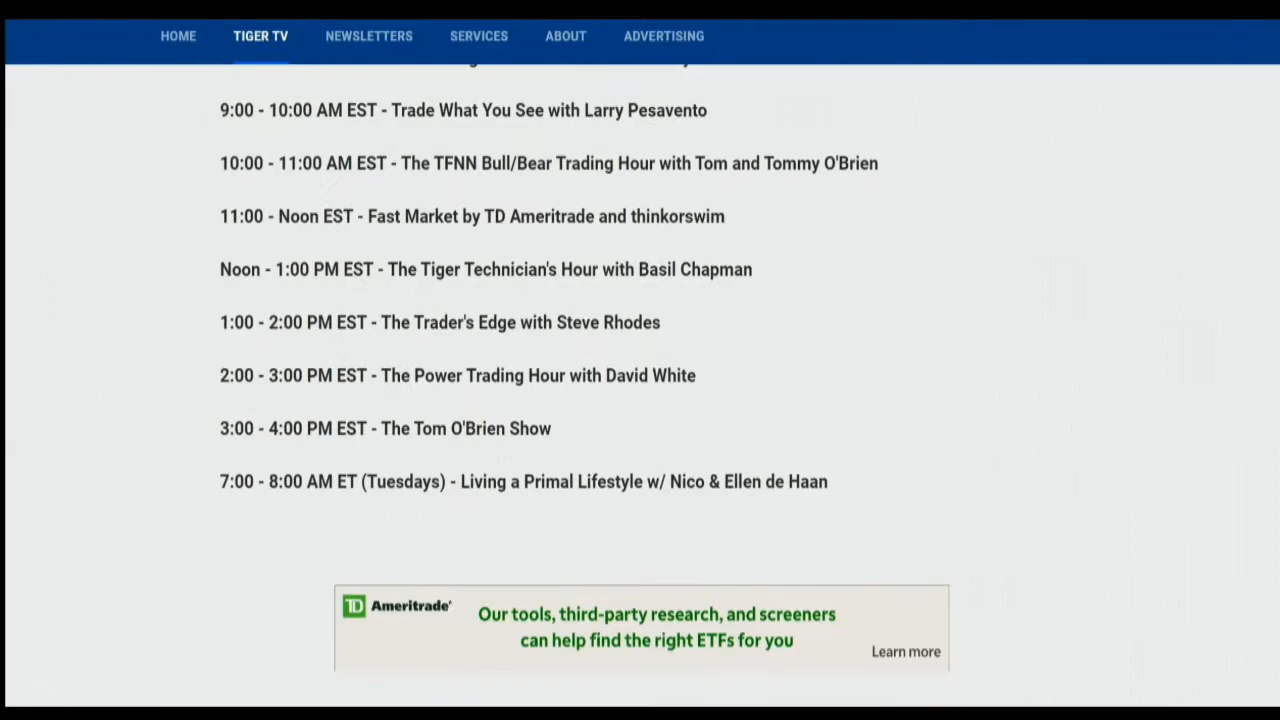 HOME TIGER TV NEWSLETTERS SERVICES ABOUT ADVERTISING
9:00 - 10:00 AM EST - Trade What You See with Larry Pesavento
10:00 - 11:00 AM EST - The TFNN Bull/Bear Trading Hour with Tom and Tommy O'Brien
11:00 - Noon EST - Fast Market by TD Ameritrade and thinkorswim
Noon - 1:00 PM EST - The Tiger Technician's Hour with Basil Chapman
1:00 - 2:00 PM EST - The Trader's Edge with Steve Rhodes
2:00 - 3:00 PM EST - The Power Trading Hour with David White
3:00 - 4:00 PM EST - The Tom O'Brien Show
7:00 - 8:00 AM ET (Tuesdays) - Living a Primal Lifestyle w/ Nico & Ellen de Haan
TD Ameritrade
Our tools, third-party research, and screeners
can help find the right ETFs for you
Learn more